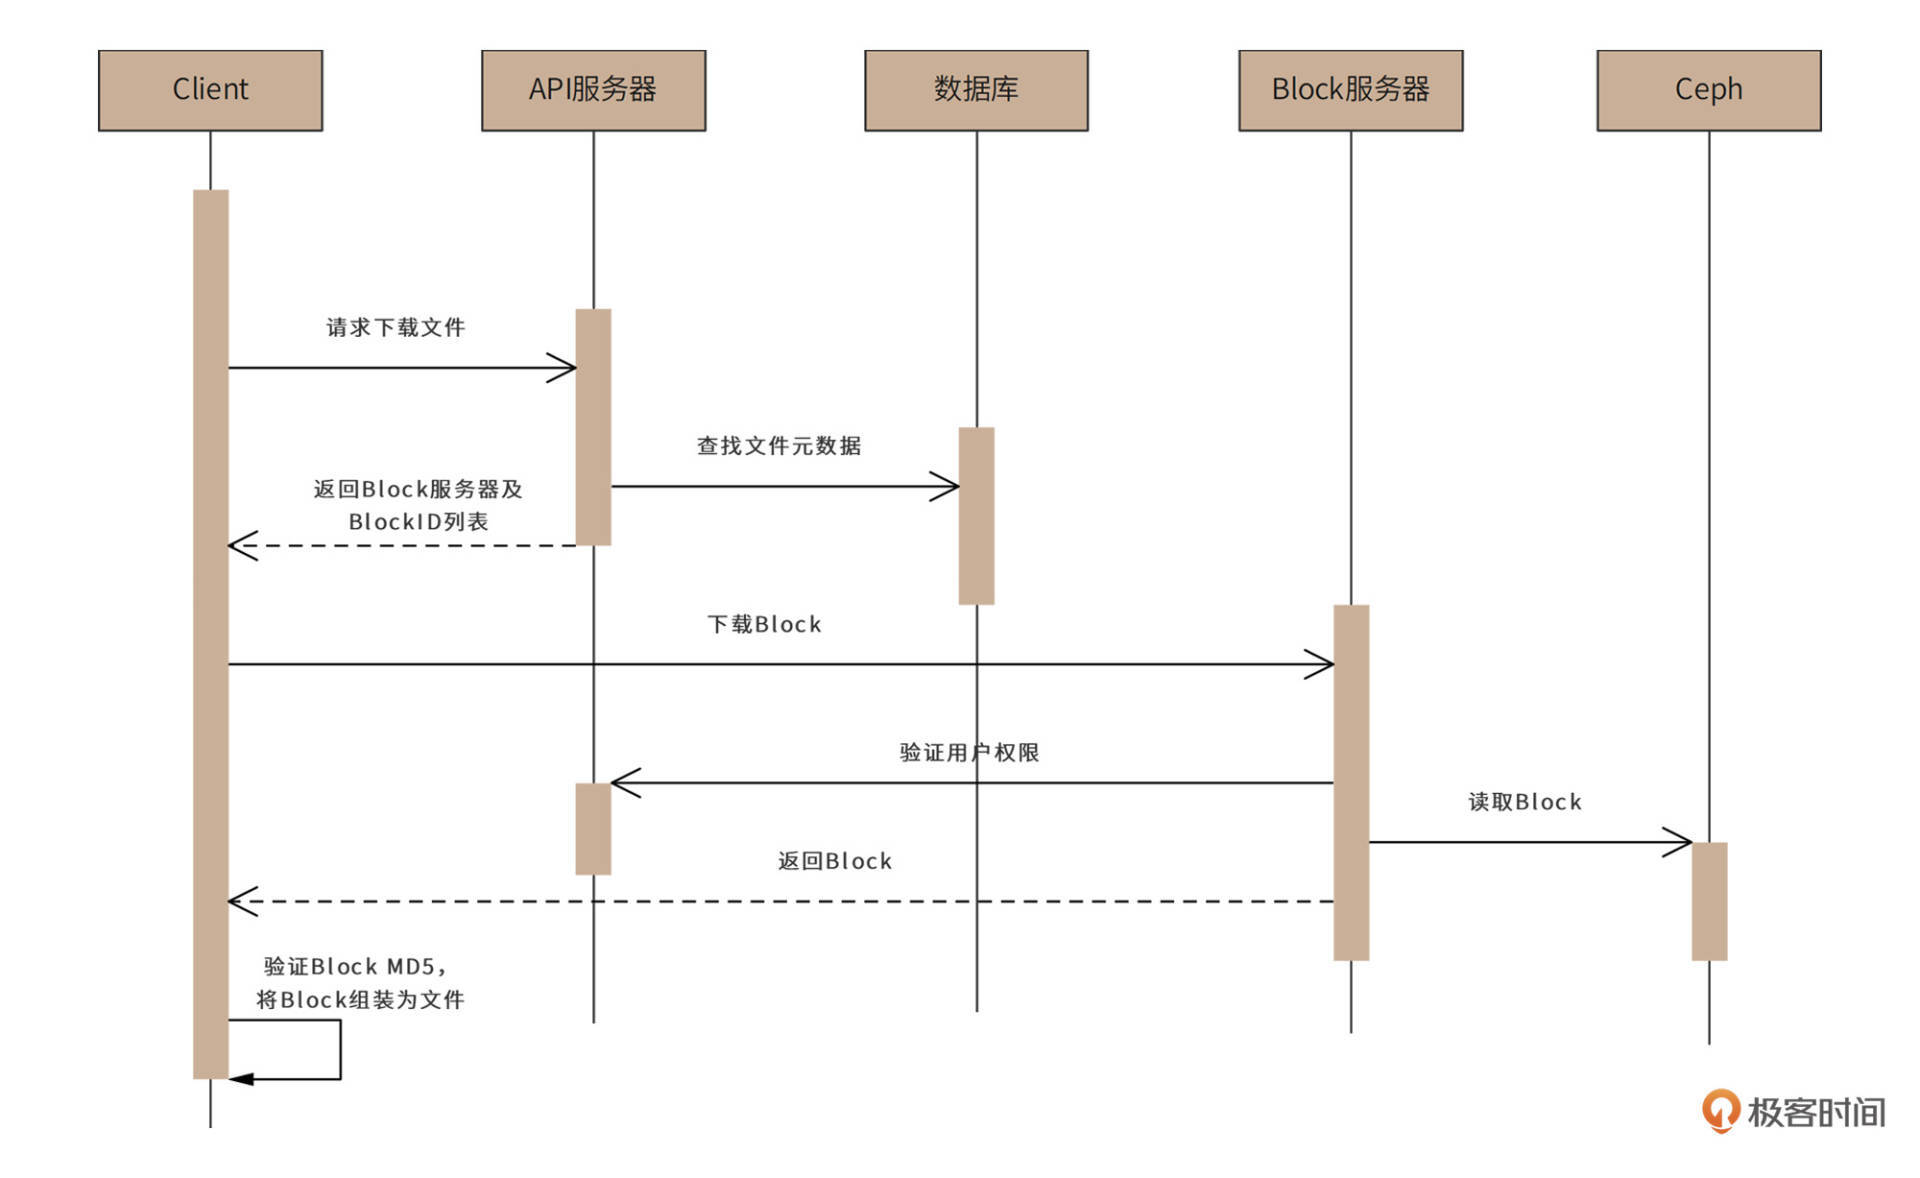 Client
API服务器
数据库
Block服务器
Ceph
请求下载文件
查找文件元数据
返回Block服务器及
BlockID列表
下载Block
验证用户权限
读取Block
返回Block
验证Block MD5，
将Block组装为文件
极客时间